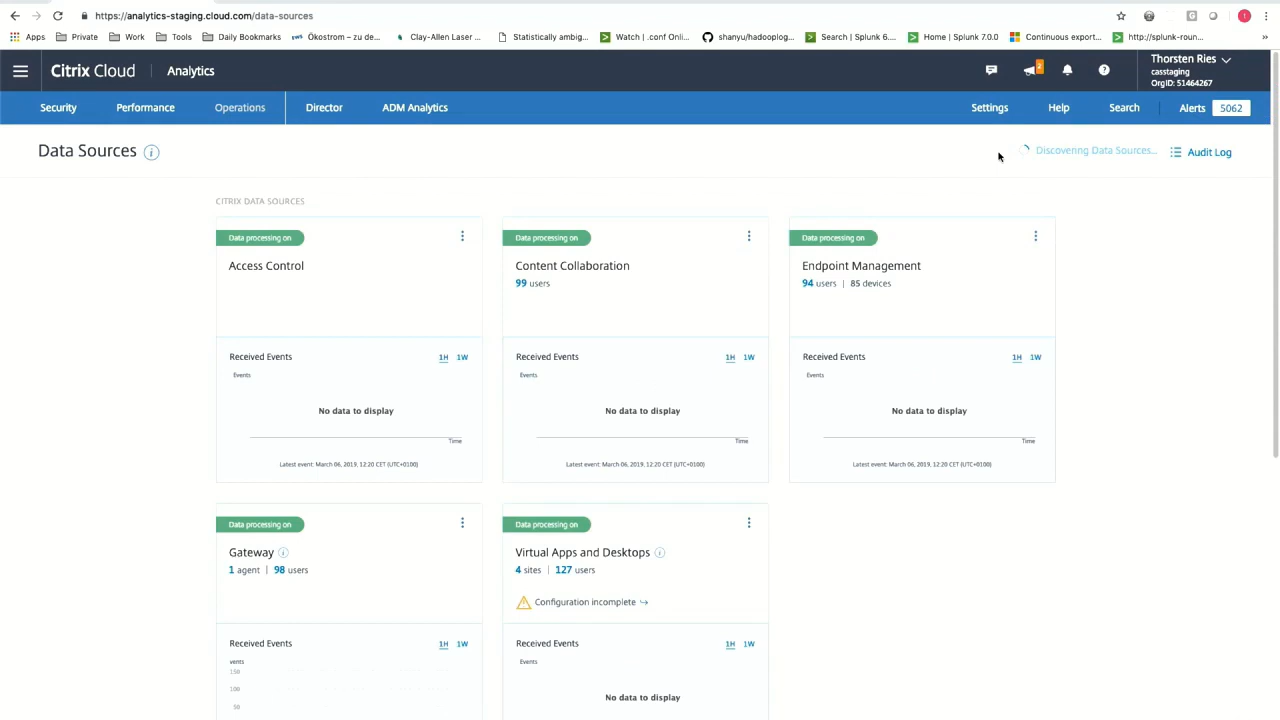 https://analytics-staging.cloud.com/data-sources
Apps Private Work Tools Daily Bookmarks Ökostrom – zu de... Clay-Allen Laser ... Statistically ambig... Watch | .conf Onli... shanyu/hadooplog... Search | Splunk 6.... Home | Splunk 7.0.0 Continuous export... http://splunk-roun... »
Citrix Cloud Analytics 2 ? Thorsten Ries
casstaging
OrgID: 51464267
Security Performance Operations Director ADM Analytics Settings Help Search Alerts 5062
Data Sources i Discovering Data Sources... Audit Log
CITRIX DATA SOURCES
Data processing on Data processing on Data processing on
Access Control Content Collaboration Endpoint Management
99 users 94 users | 85 devices
Received Events 1H 1W Received Events 1H 1W Received Events 1H 1W
Events Events Events
No data to display No data to display No data to display
Time Time Time
Latest event: March 06, 2019, 12:20 CET (UTC+0100) Latest event: March 06, 2019, 12:20 CET (UTC+0100) Latest event: March 06, 2019, 12:20 CET (UTC+0100)
Data processing on Data processing on
Gateway i Virtual Apps and Desktops i
1 agent | 98 users 4 sites | 127 users
Configuration incomplete
Received Events 1H 1W Received Events 1H 1W
vents Events
150
100 No data to display
50